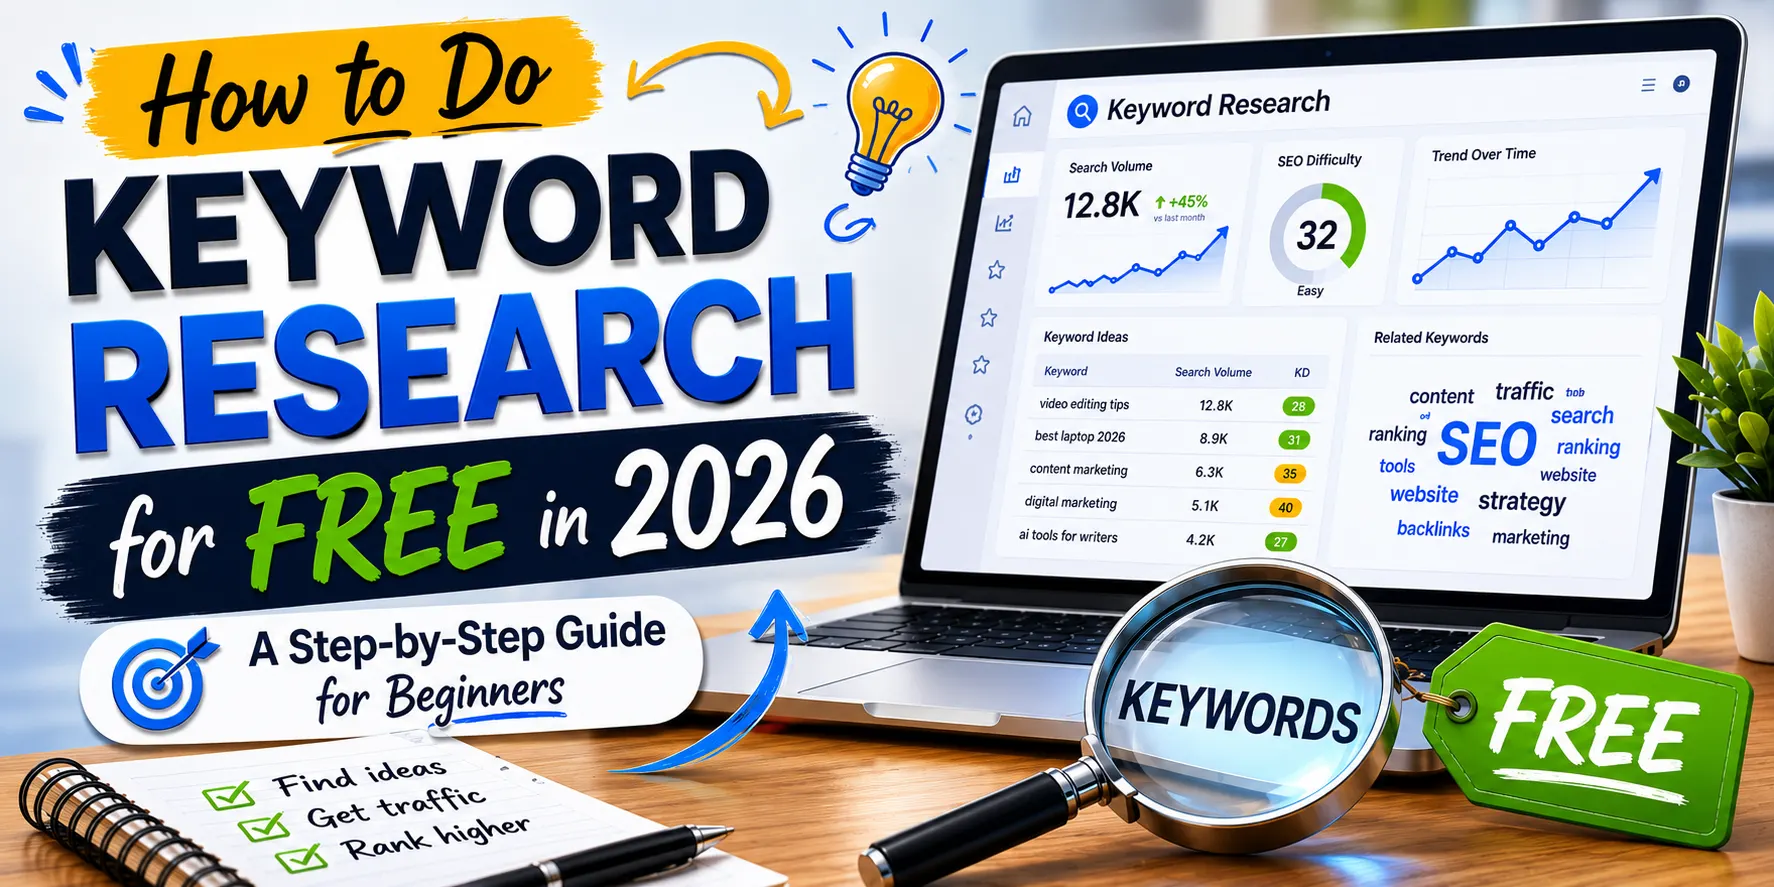 How to Do
KEYWORD
RESEARCH
for FREE in 2026
A Step-by-Step Guide
for Beginners
Find ideas
Get traffic
Rank higher
Keyword Research
Search Volume
12.8K
+45%
vs last month
SEO Difficulty
32
Easy
Trend Over Time
Keyword Ideas
Keyword Search Volume KD
video editing tips 12.8K 28
best laptop 2026 8.9K 31
content marketing 6.3K 35
digital marketing 5.1K 40
ai tools for writers 4.2K 27
Related Keywords
content traffic
search
ranking SEO ranking
tools website
website strategy
backlinks marketing
KEYWORDS
FREE